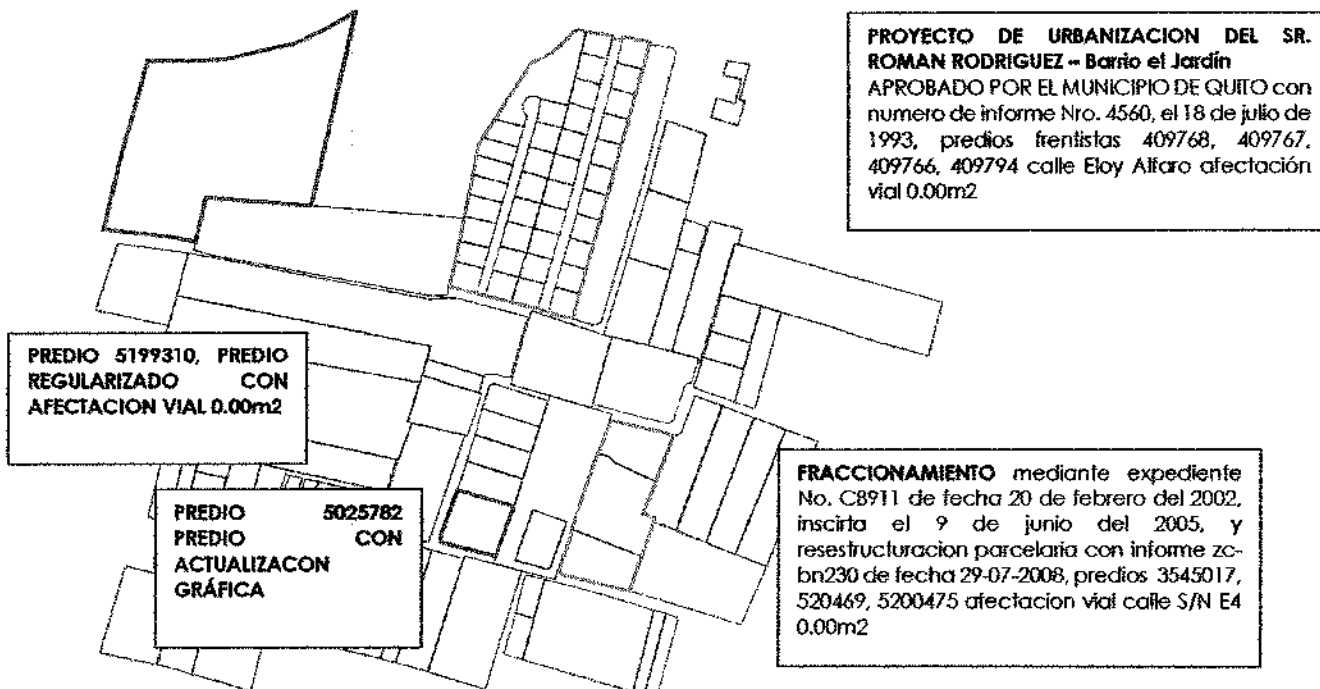 PROYECTO DE URBANIZACION DEL SR.
ROMAN RODRIGUEZ – Barrio el Jardín
APROBADO POR EL MUNICIPIO DE QUITO con
numero de informe Nro. 4560, el 18 de julio de
1993, predios frentistas 409768, 409767,
409766, 409794 calle Eloy Alfaro afectación
vial 0.00m2
PREDIO 5199310, PREDIO
REGULARIZADO CON
AFECTACION VIAL 0.00m2
PREDIO 5025782
PREDIO CON
ACTUALIZACON
GRÁFICA
FRACCIONAMIENTO mediante expediente
No. C8911 de fecha 20 de febrero del 2002,
inscirta el 9 de junio del 2005, y
resestructuracion parcelaria con informe zc-
bn230 de fecha 29-07-2008, predios 3545017,
520469, 5200475 afectacion vial calle S/N E4
0.00m2